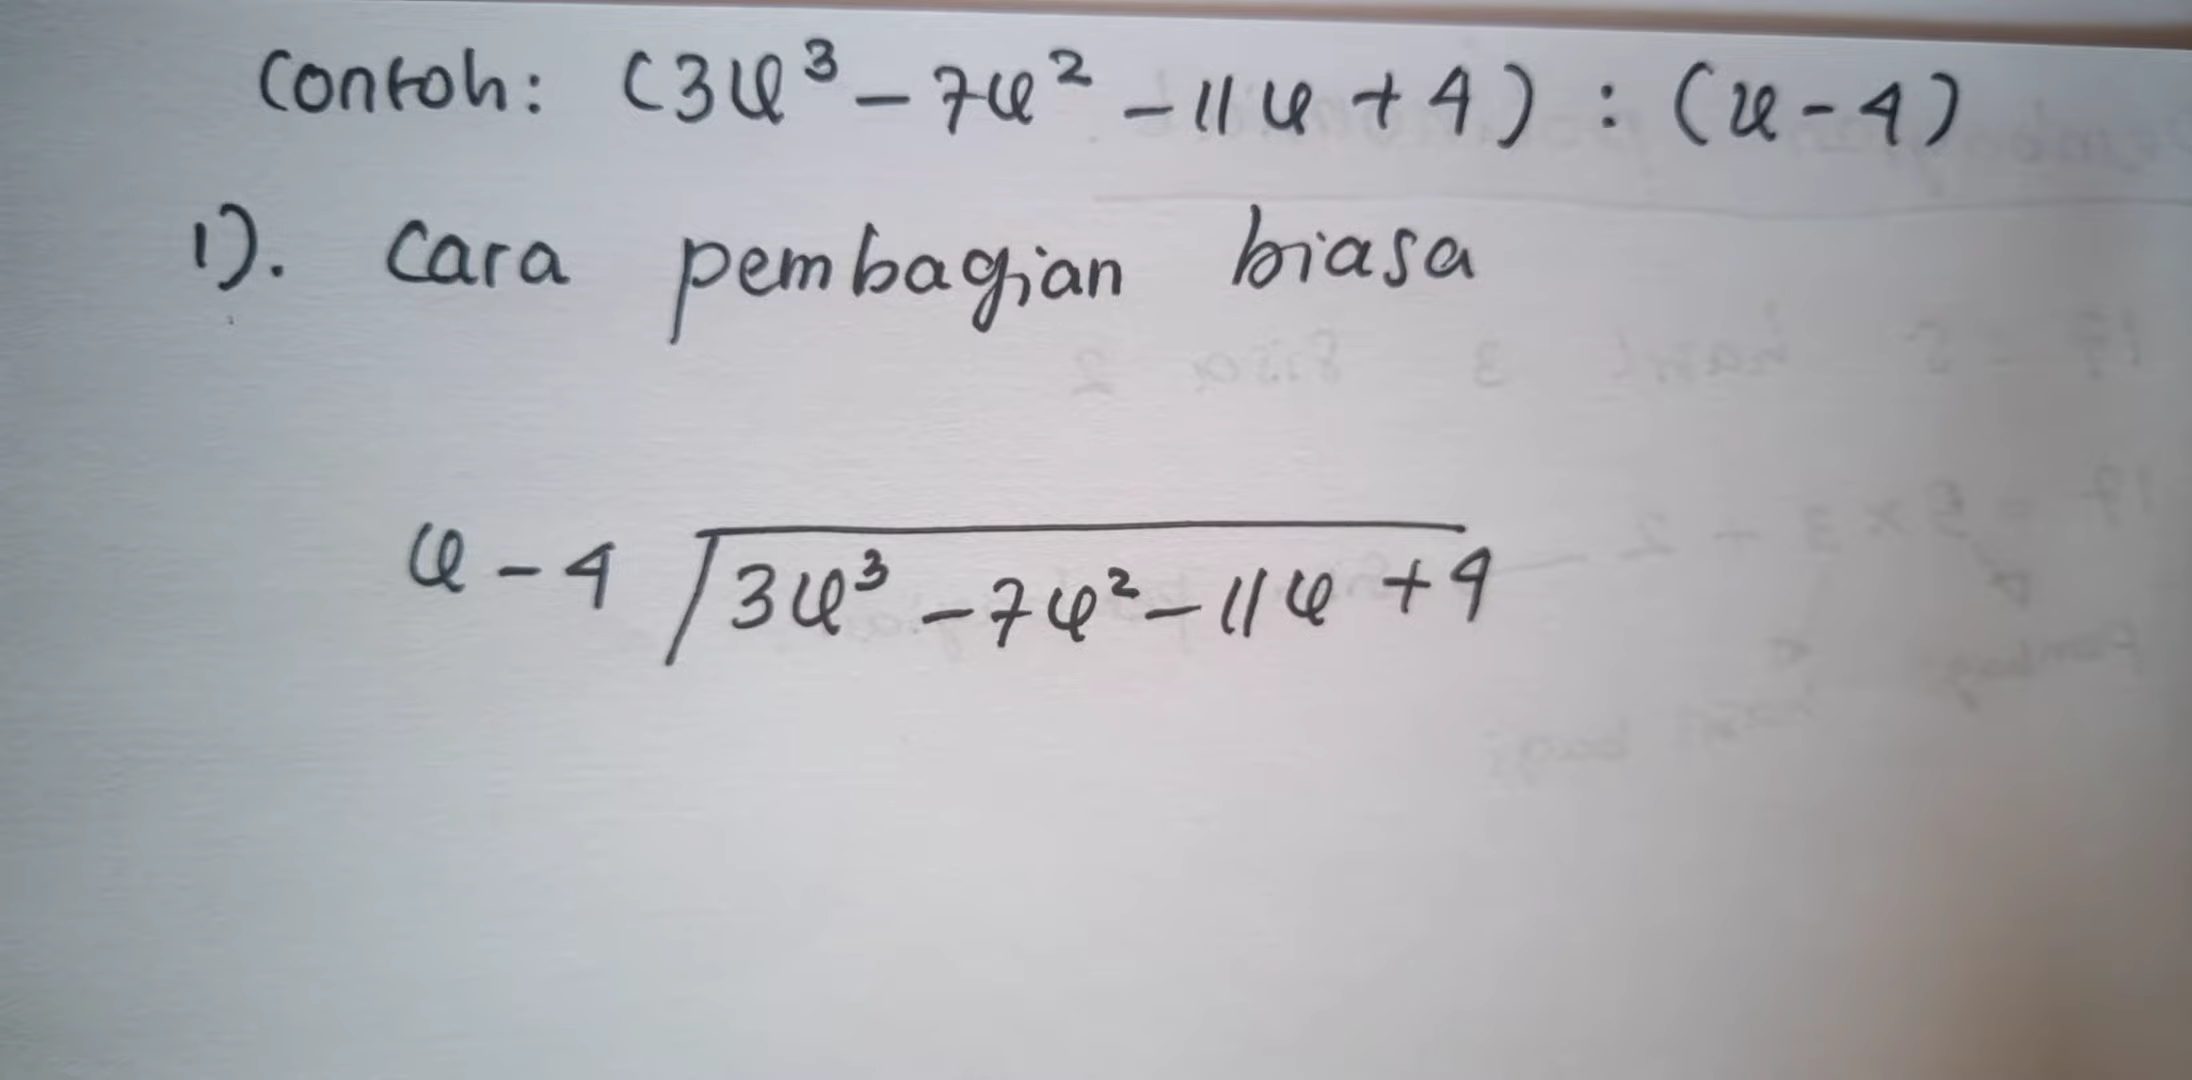 Contoh: (3x³ - 7x² - 11x + 4) : (x - 4)
1). Cara pembagian biasa
x - 4 / 3x³ - 7x² - 11x + 4